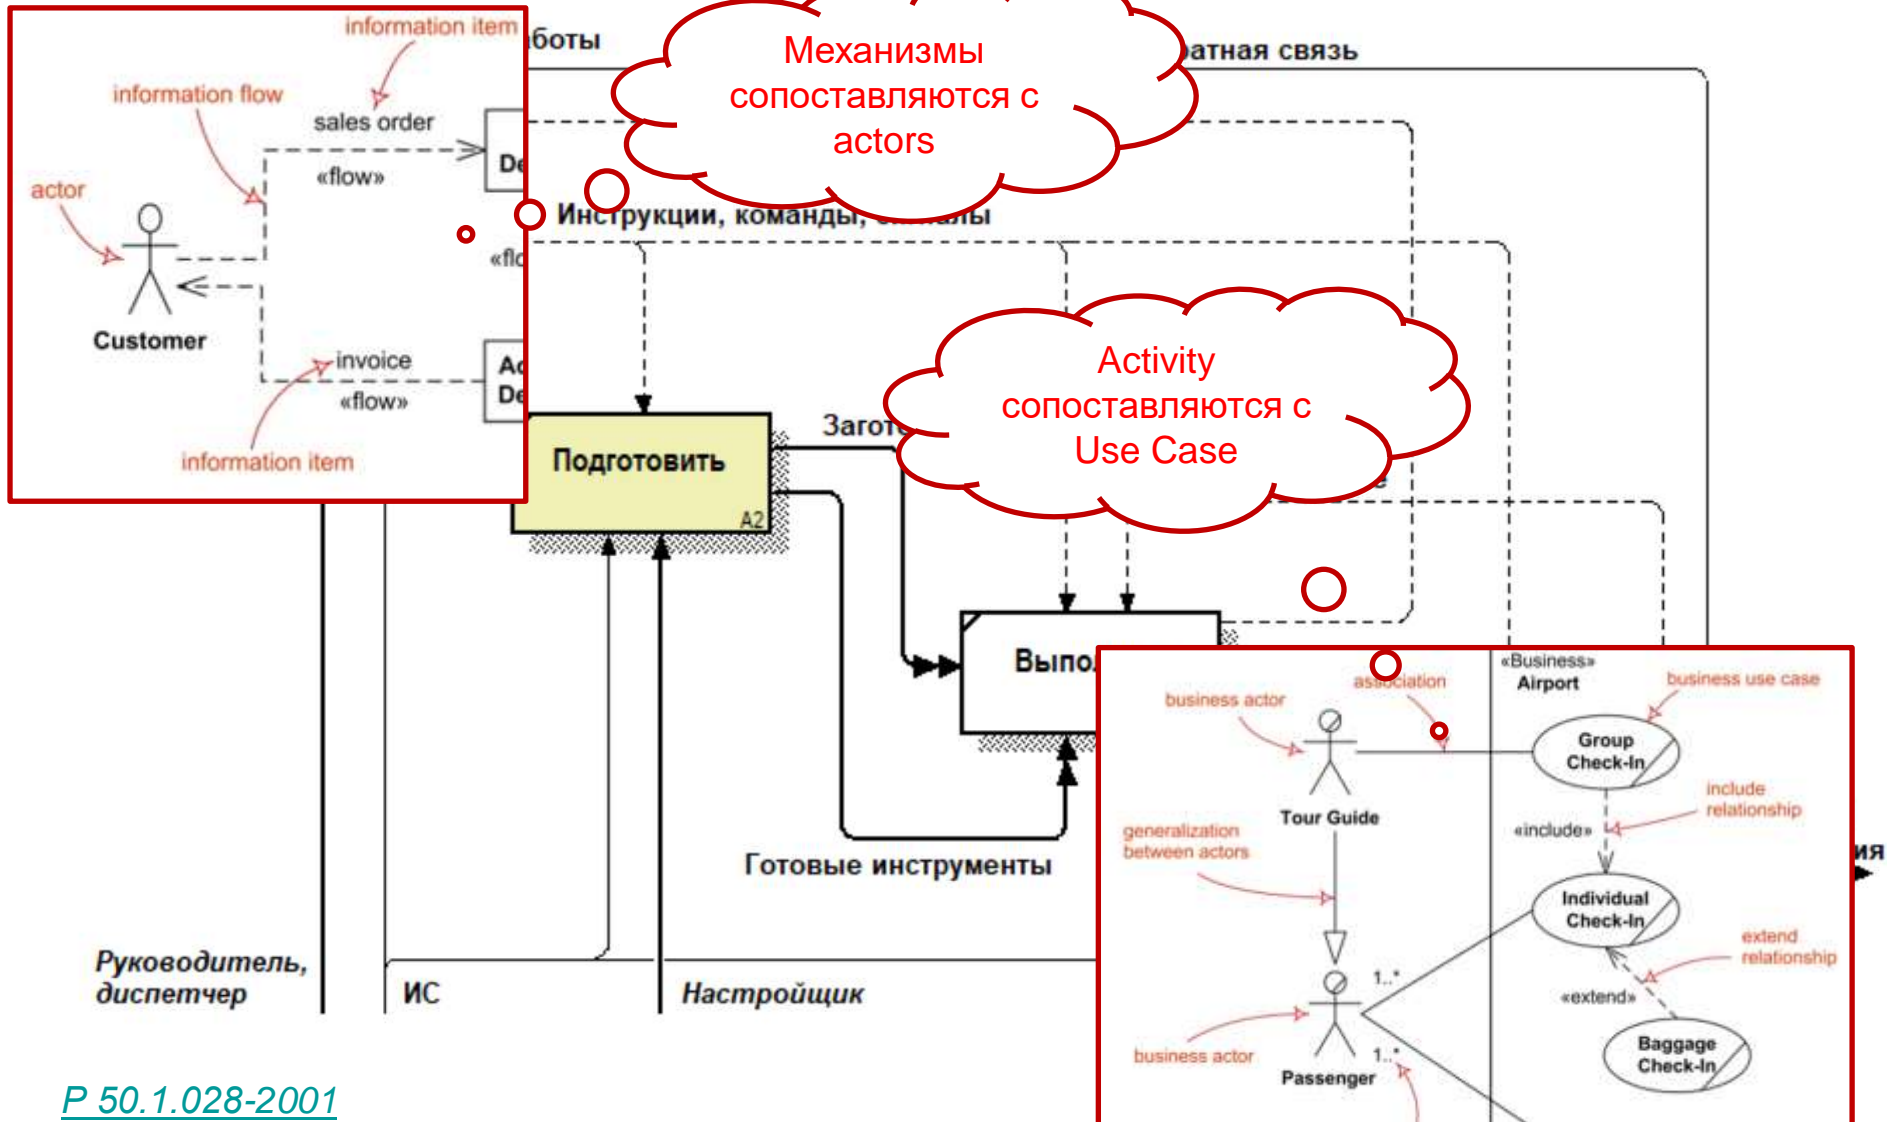 information item
information flow
sales order
«flow»
actor
Customer
invoice
«flow»
information item
Механизмы
сопоставляются с
actors
Инструкции, команды,
Activity
сопоставляются с
Use Case
Подготовить
A2
Готовые инструменты
Руководитель,
диспетчер
ИС
Настройщик
«Business»
Airport
business actor
association
business use case
Group
Check-In
Tour Guide
include
relationship
«include»
generalization
between actors
Individual
Check-In
extend
relationship
1..*
«extend»
business actor
1..*
Passenger
Baggage
Check-In
Р 50.1.028-2001